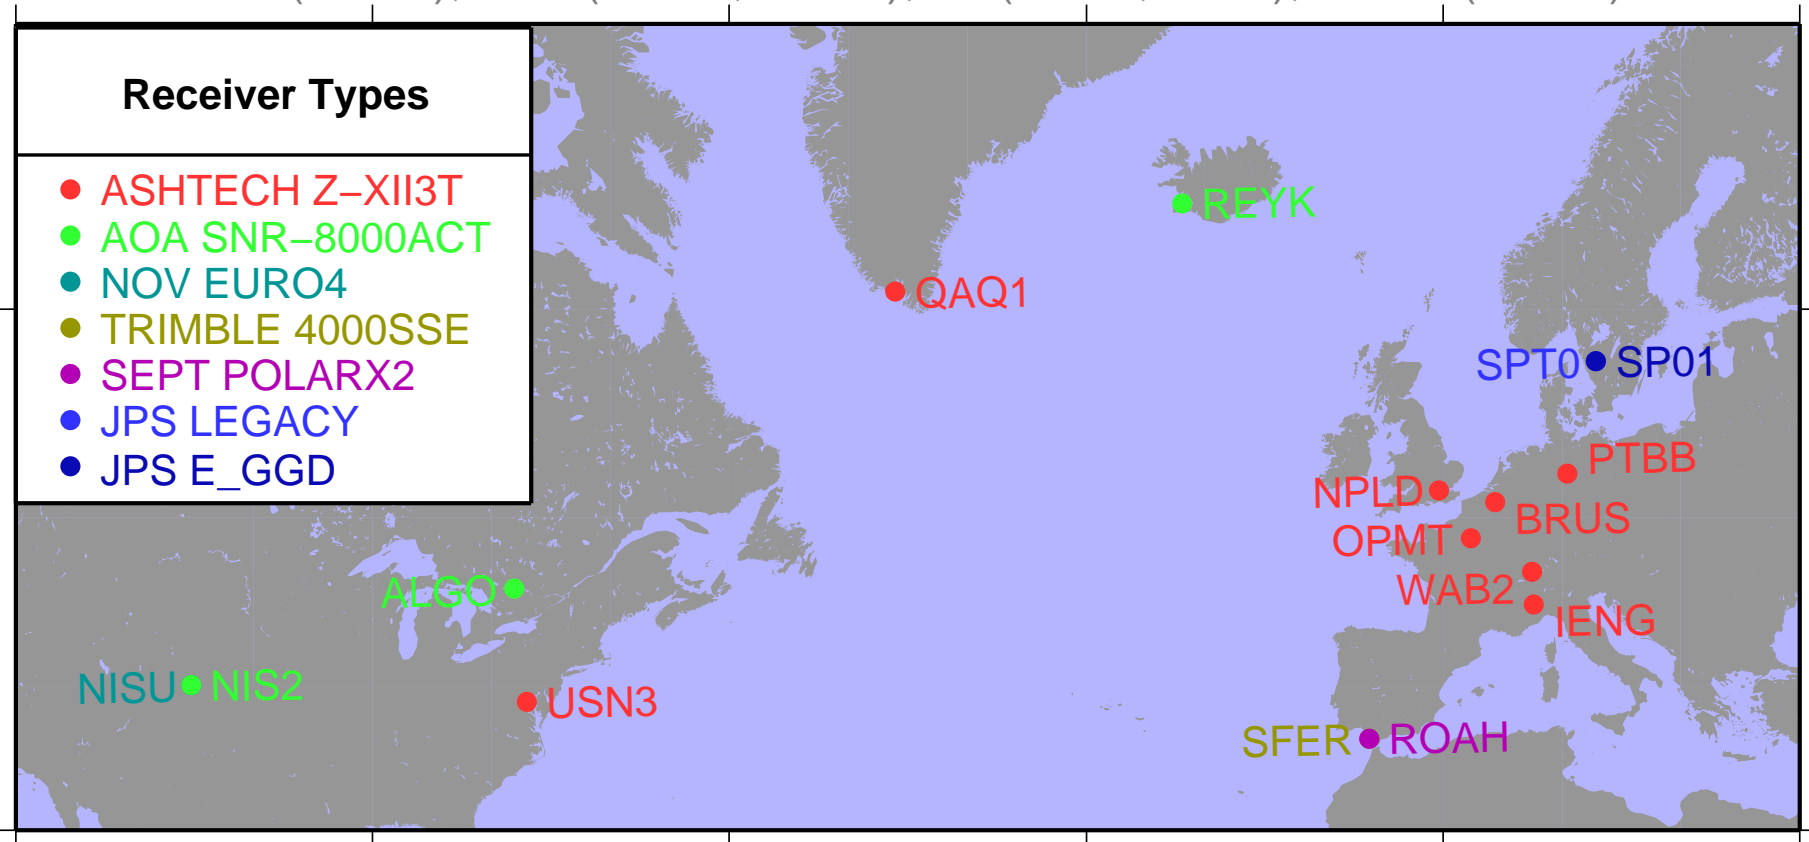 Receiver Types
ASHTECH Z–XII3T
AOA SNR–8000ACT
NOV EURO4
TRIMBLE 4000SSE
SEPT POLARX2
JPS LEGACY
JPS E_GGD
REYK
QAQ1
SPT0 SP01
PTBB
NPLD
BRUS
OPMT
WAB2
ALGO
IENG
NISU NIS2
USN3
SFER ROAH